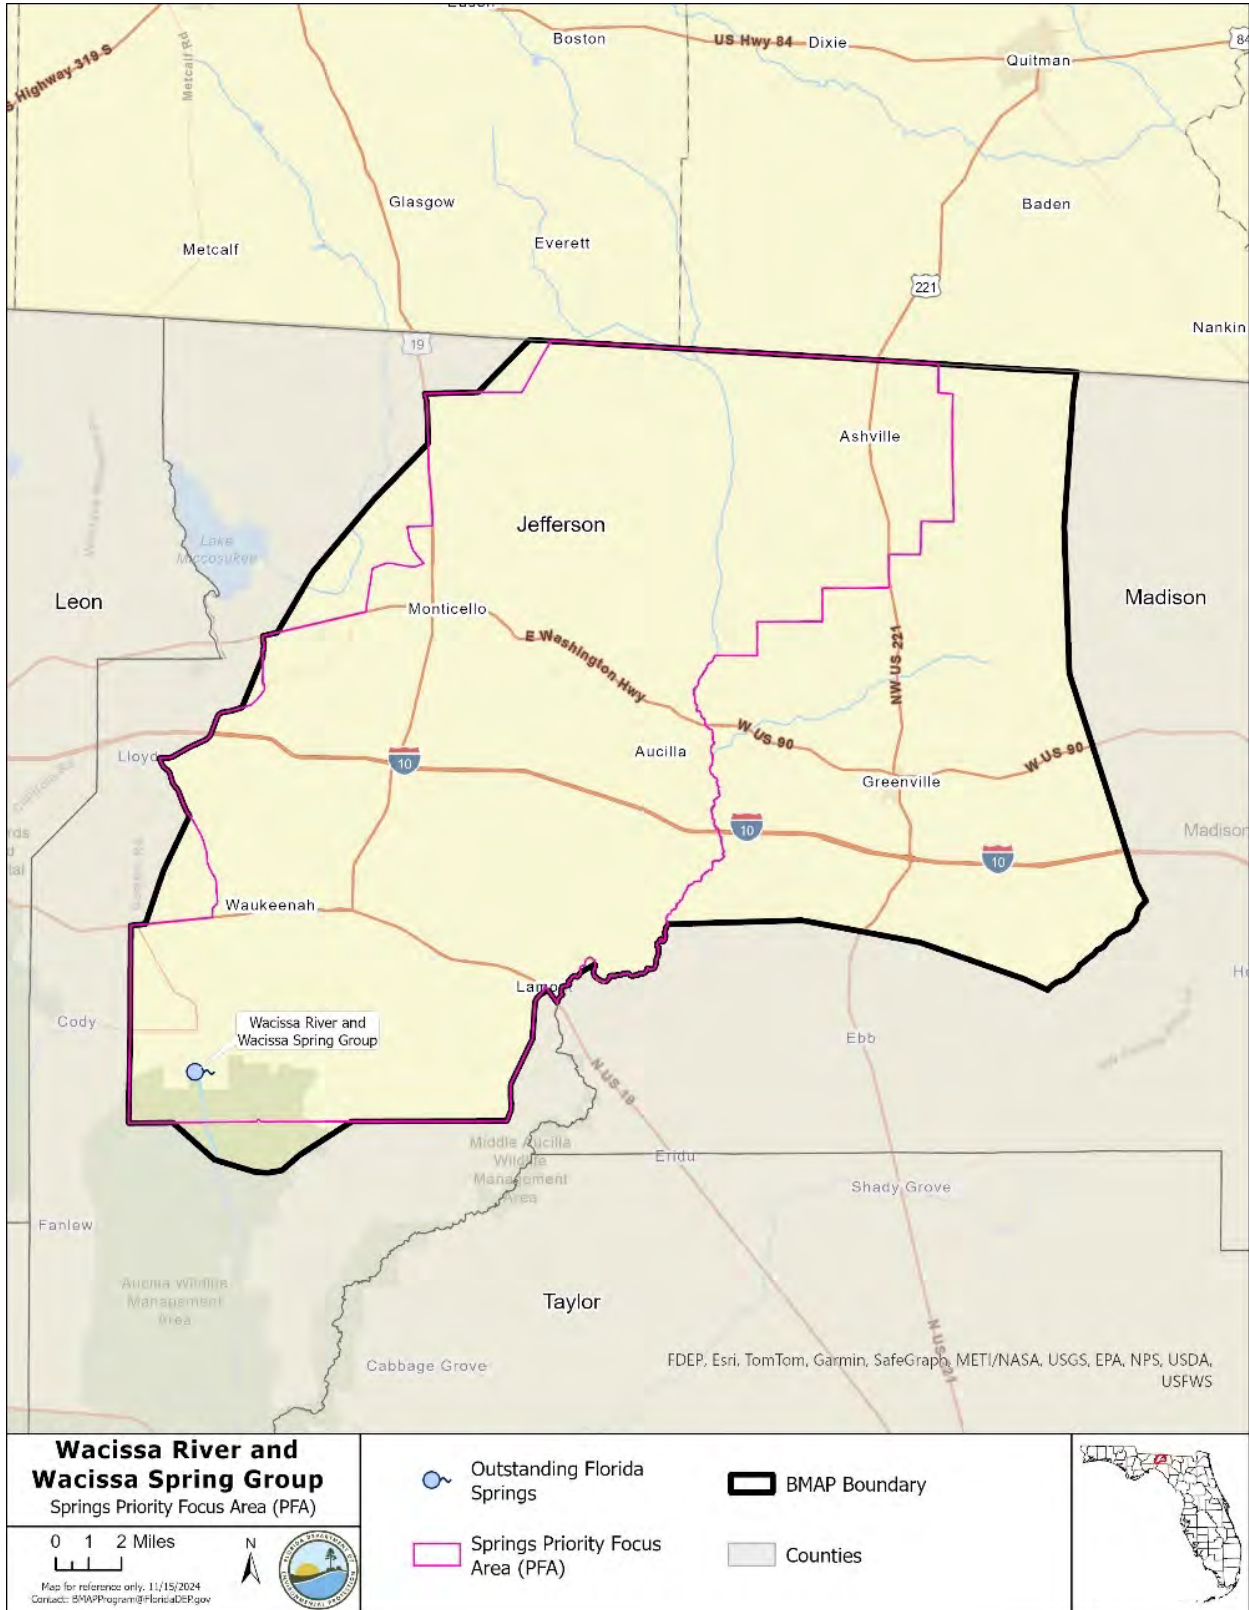 Boston
US Hwy 84
Dixie
84
Quitman
S Highway 319 S
Metcalf Rd
Glasgow
Baden
Metcalf
Everett
221
Nankin
19
Ashville
Jefferson
Lake
Miccosukee
Leon
Madison
Monticello
E Washington Hwy
NW US 221
W US 90
Aucilla
W US 90
Lloyd
10
Greenville
10
Madison
10
Waukeenah
Lamont
Cody
Wacissa River and
Wacissa Spring Group
Ebb
N US 19
Middle Aucilla
Wildlife
Management
Area
Eridu
Shady Grove
Fanlew
Aucilla Wildlife
Management
Area
Taylor
N US 221
Cabbage Grove
FDEP, Esri, TomTom, Garmin, SafeGraph, METI/NASA, USGS, EPA, NPS, USDA,
USFWS
Wacissa River and
Wacissa Spring Group
Springs Priority Focus Area (PFA)
0 1 2 Miles
N
Map for reference only. 11/15/2024
Contact: BMAPProgram@FloridaDEP.gov
FLORIDA DEPARTMENT OF
ENVIRONMENTAL PROTECTION
Outstanding Florida
Springs
BMAP Boundary
Springs Priority Focus
Area (PFA)
Counties